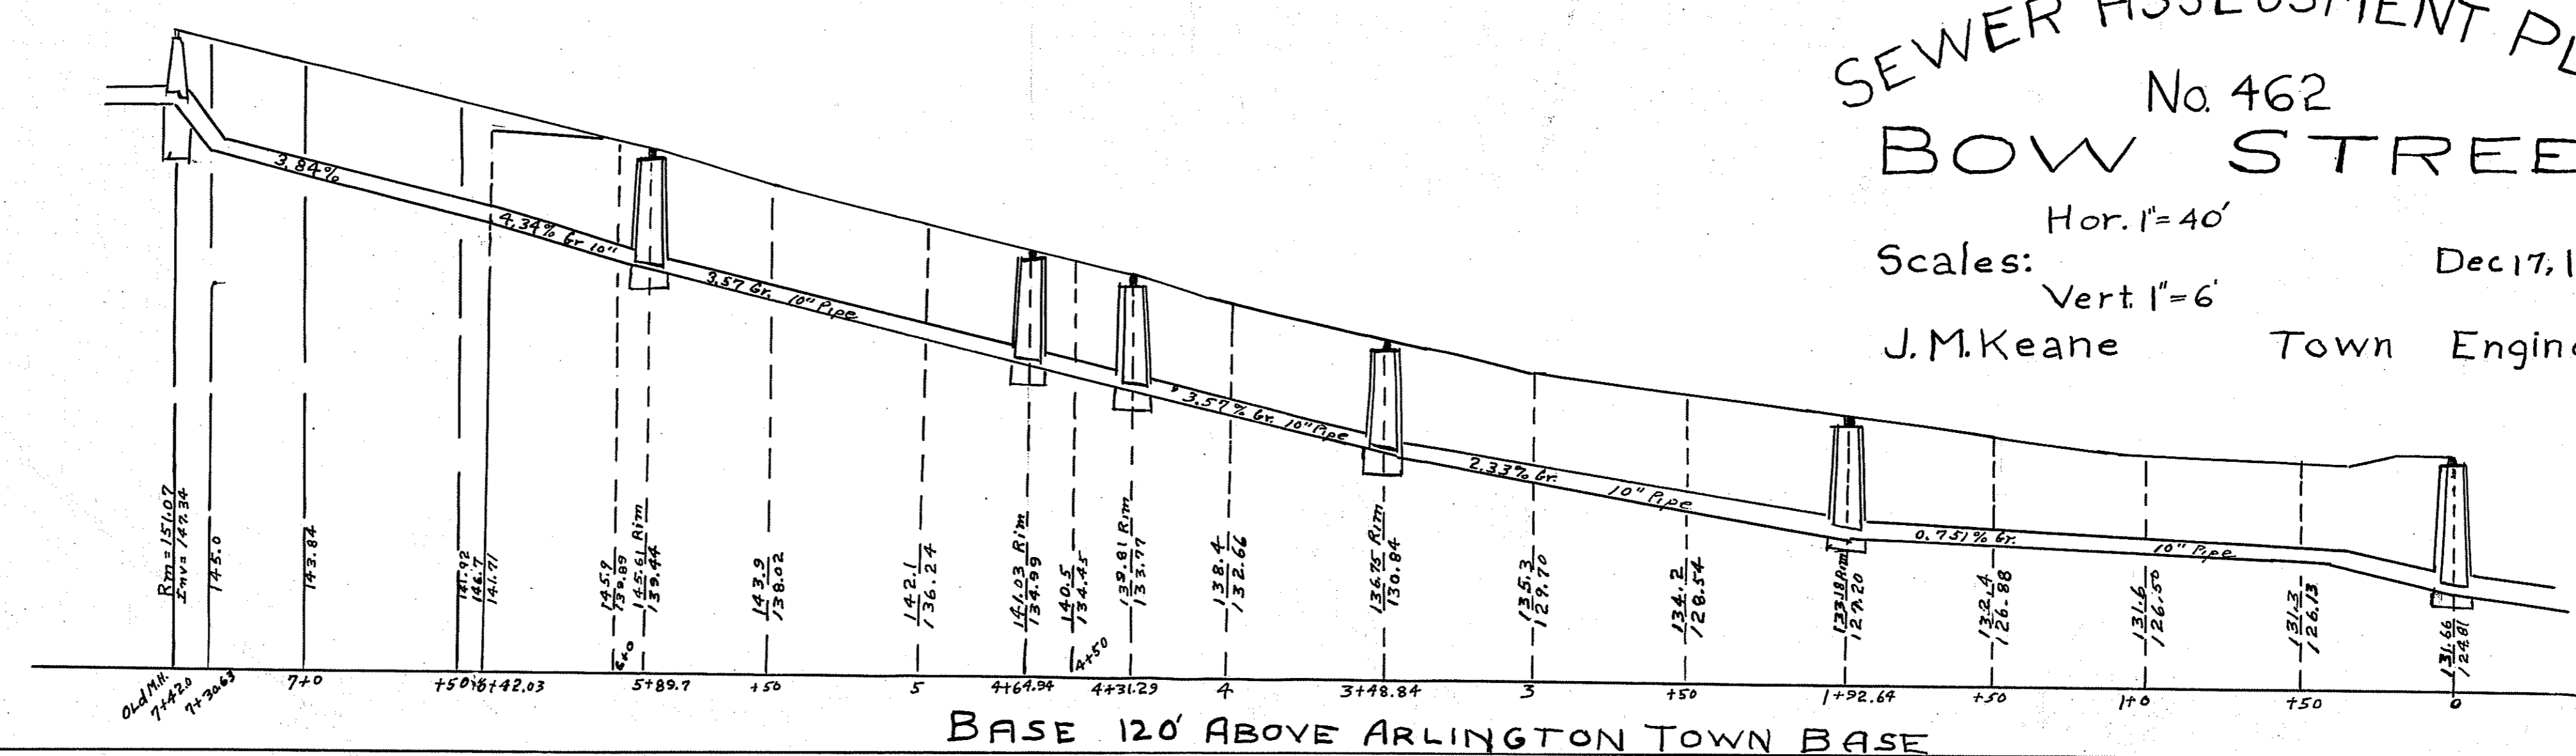 SEWER ASSESSMENT PL
No. 462
BOW STREE
Hor. 1"=40'
Scales:
Dec 17, 1
Vert. 1"=6'
J.M. Keane Town Engin
3.84%
4.34% Gr 10"
3.57 Gr. 10" Pipe
3.57% Gr. 10" Pipe
2.33% Gr. 10" Pipe
0.751% Gr. 10" Pipe
Rm = 151.07
Inv = 147.34
145.0
143.84
141.92
146.7
141.71
145.9
139.89
145.61 Rim
139.44
143.9
138.02
142.1
136.24
141.03 Rim
134.99
140.5
134.45
139.81 Rim
133.77
138.4
132.66
136.75 Rim
130.84
135.3
129.70
134.2
128.54
133.18 Rim
127.20
132.4
126.88
131.6
126.50
131.3
126.13
131.66
124.81
6+0
4+50
Old M.H.
7+42.0
7+30.63
7+0
+50
6+42.03
5+89.7
+50
5
4+64.94
4+31.29
4
3+48.84
3
+50
1+92.64
+50
1+0
+50
0
BASE 120' ABOVE ARLINGTON TOWN BASE